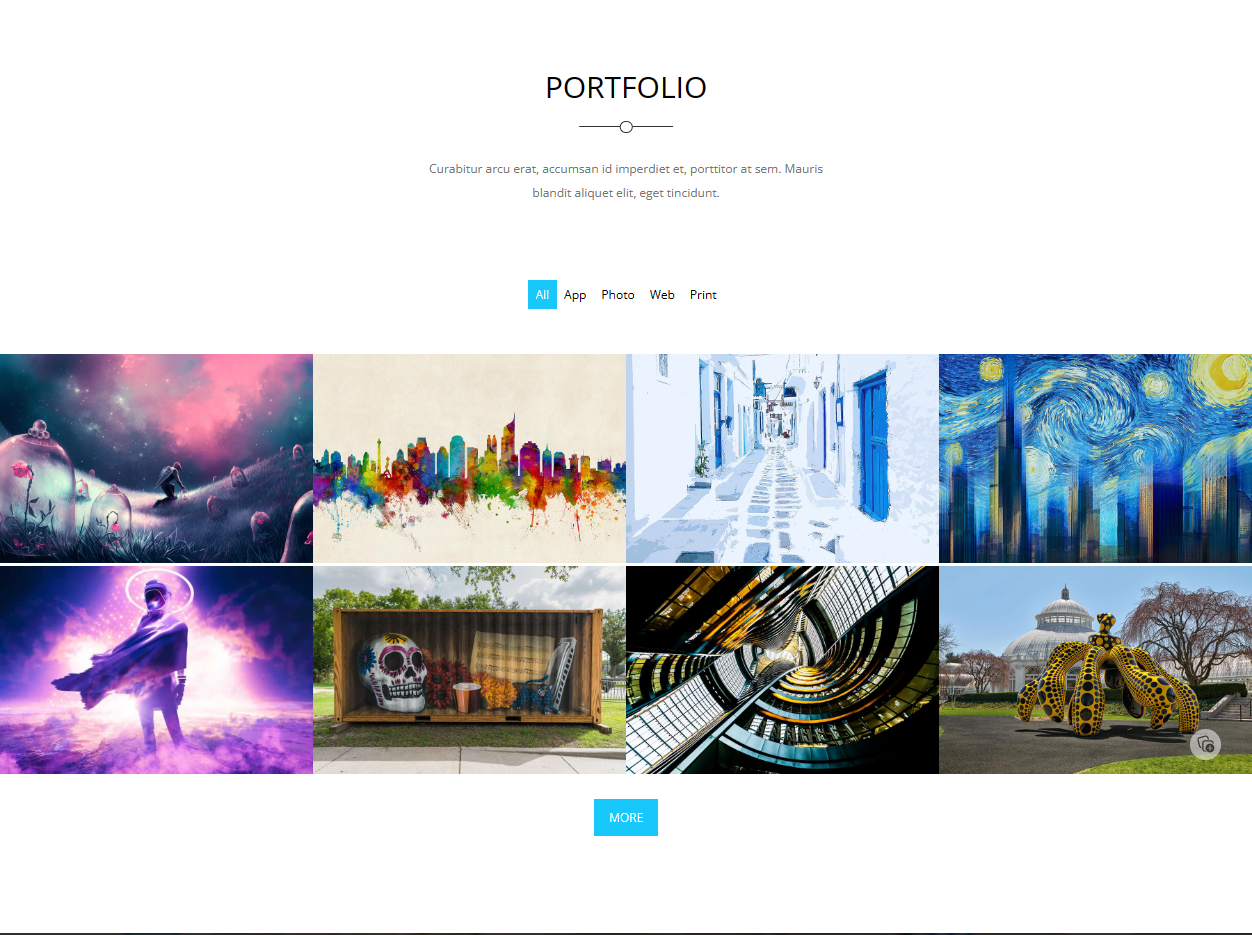 PORTFOLIO
Curabitur arcu erat, accumsan id imperdiet et, porttitor at sem. Mauris
blandit aliquet elit, eget tincidunt.
All App Photo Web Print
MORE